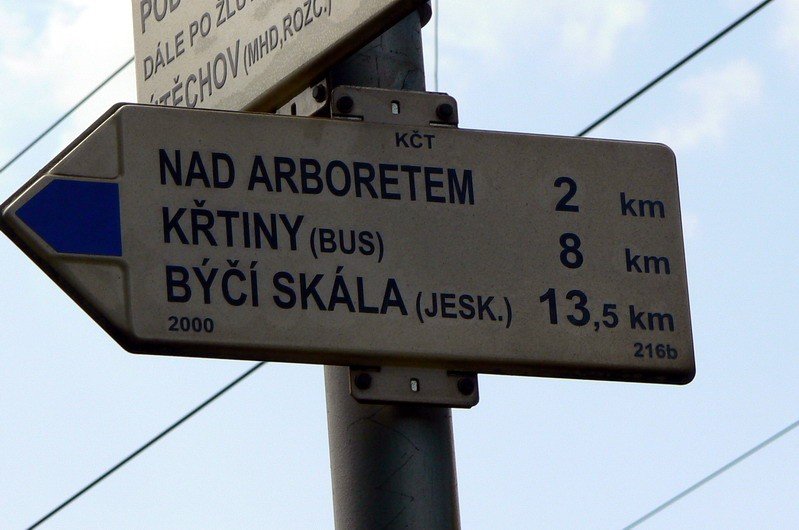 DÁLE PO
(MHD,ROZC.)
KČT
NAD ARBORETEM 2 km
KŘTINY (BUS) 8 km
BÝČÍ SKÁLA (JESK.) 13,5 km
2000 216b